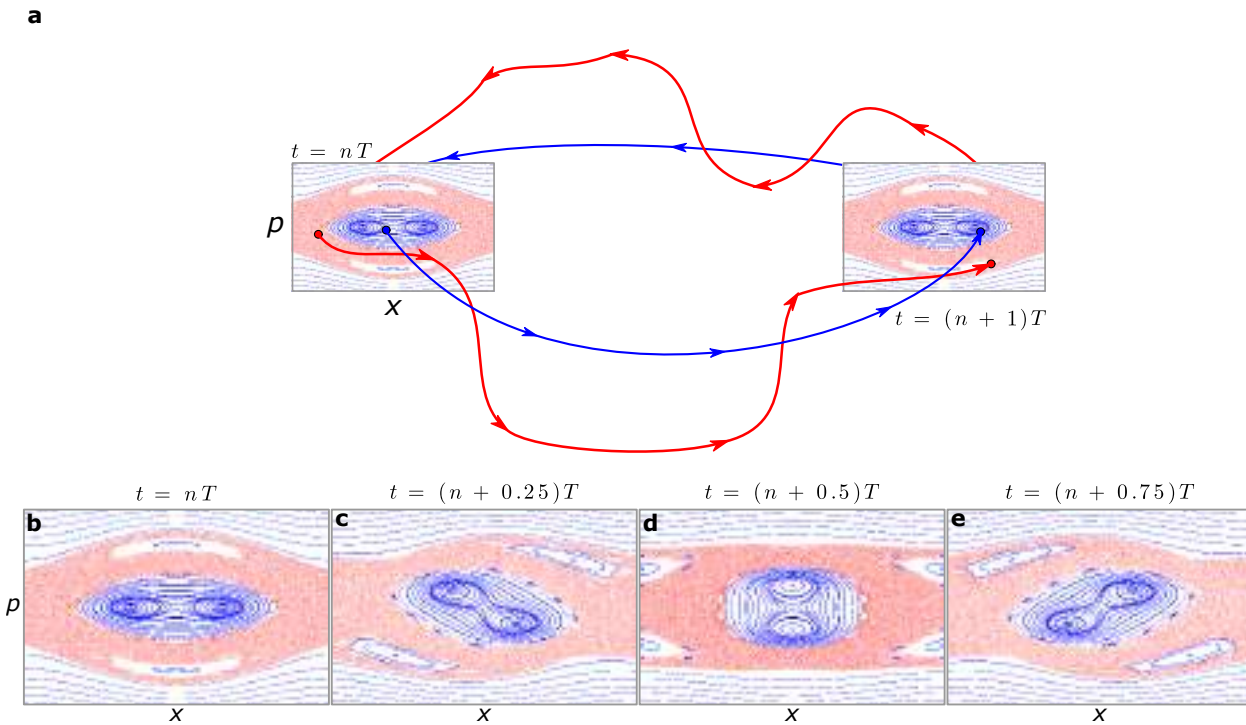 a
t = nT
p
x
t = (n + 1)T
t = nT
t = (n + 0.25)T
t = (n + 0.5)T
t = (n + 0.75)T
b
c
d
e
p
x
x
x
x